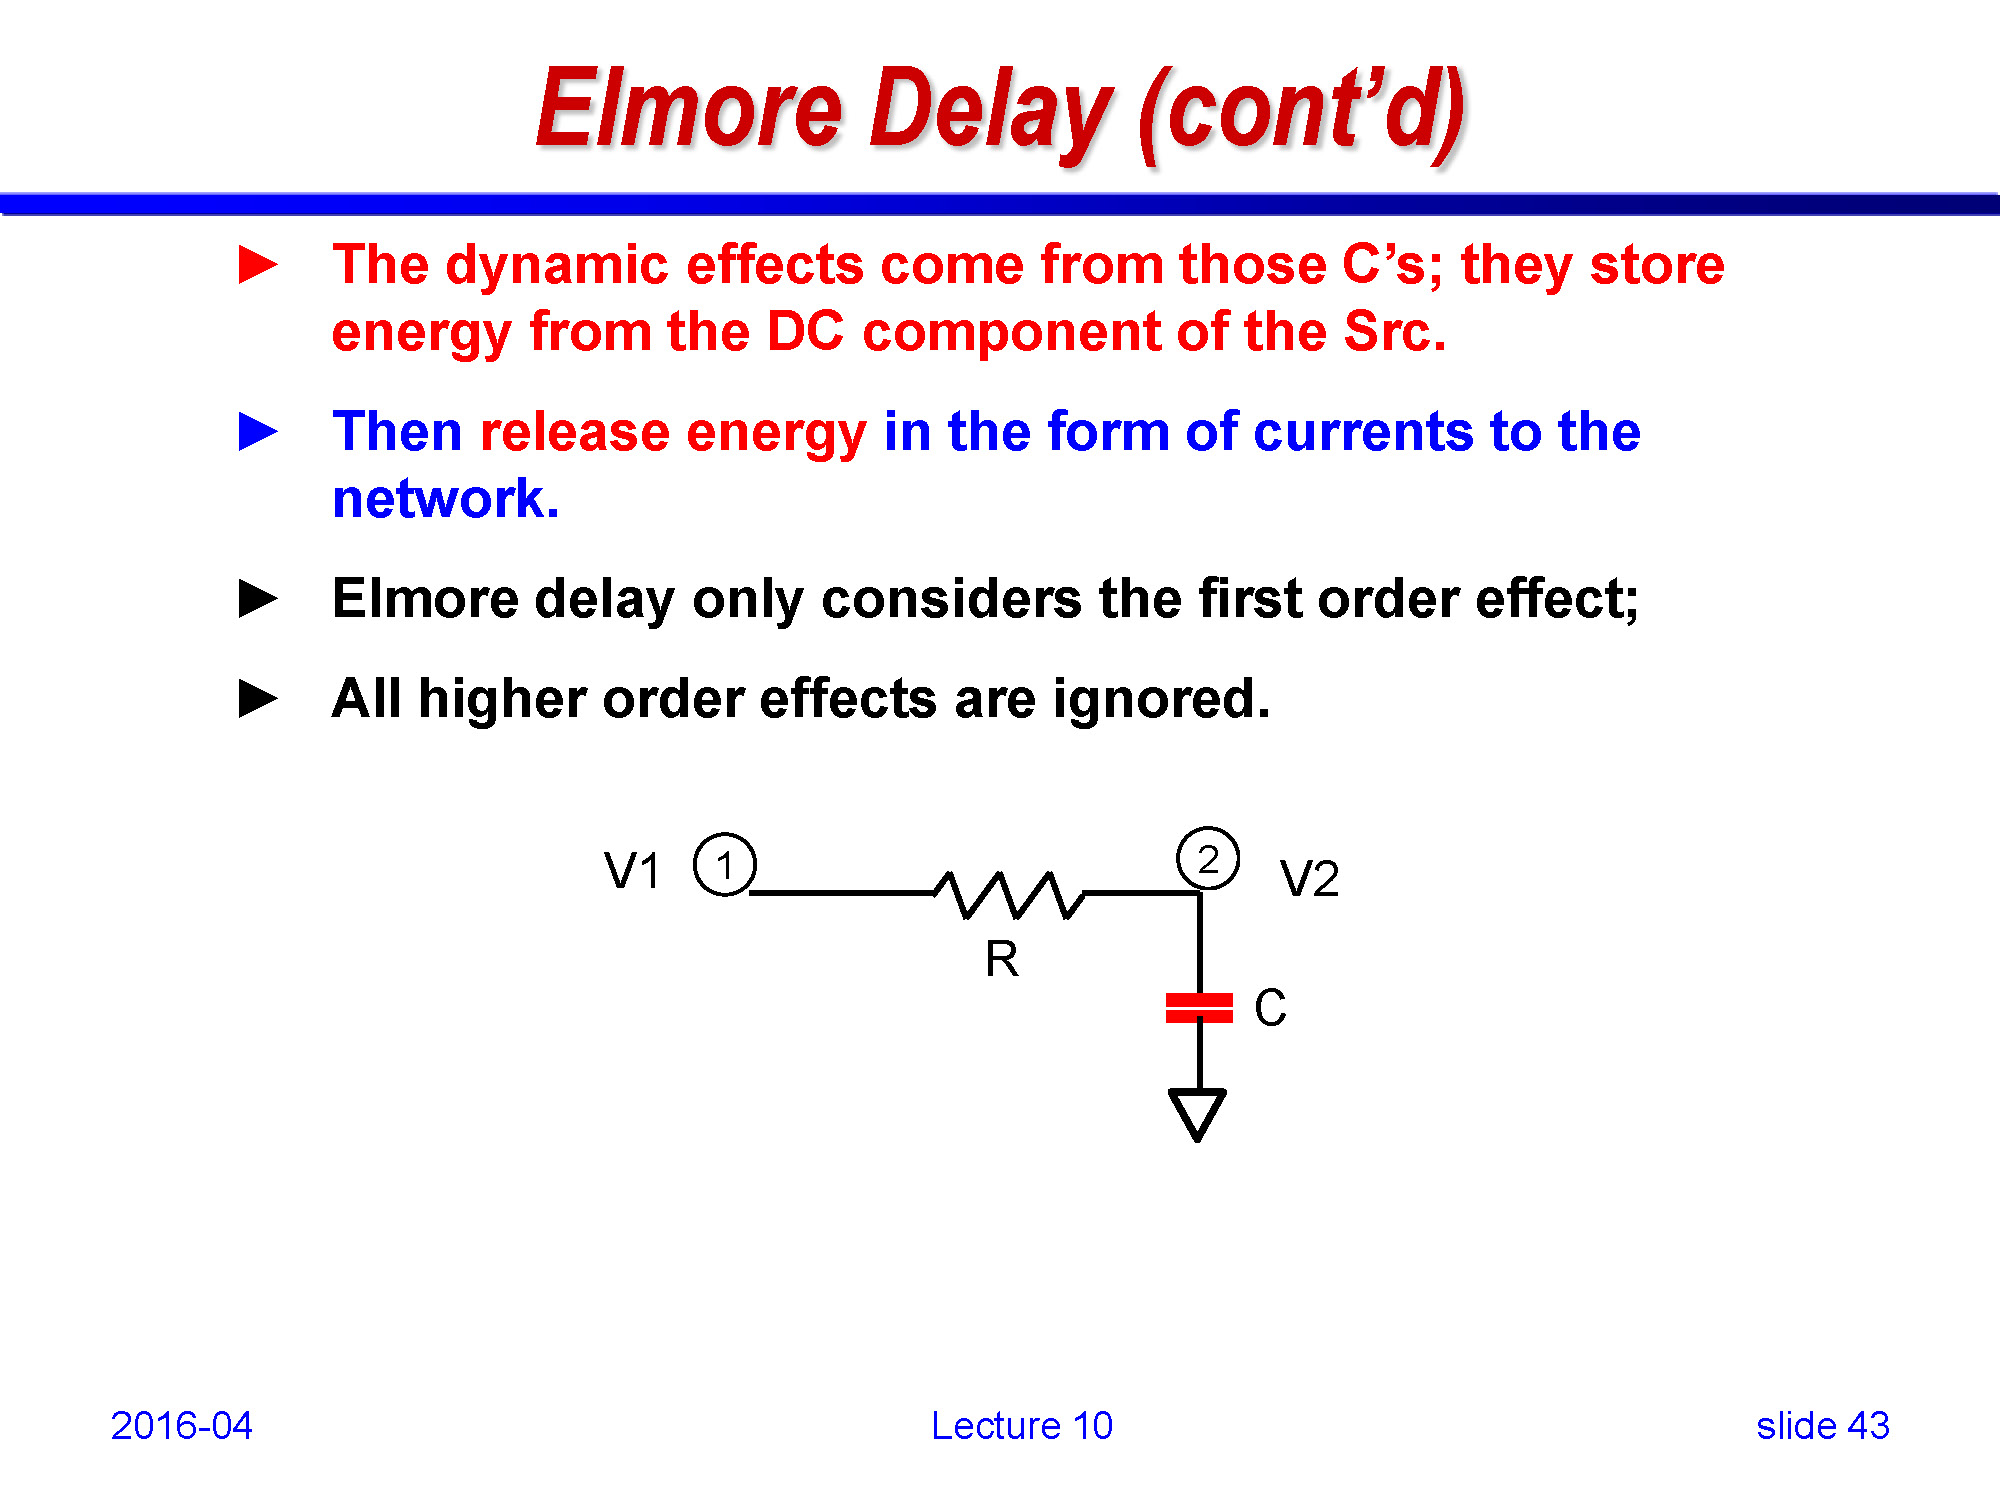 Elmore Delay (cont’d)
► The dynamic effects come from those C’s; they store
energy from the DC component of the Src.
► Then release energy in the form of currents to the
network.
► Elmore delay only considers the first order effect;
► All higher order effects are ignored.
V1 1 2 V2
R
C
2016-04 Lecture 10 slide 43